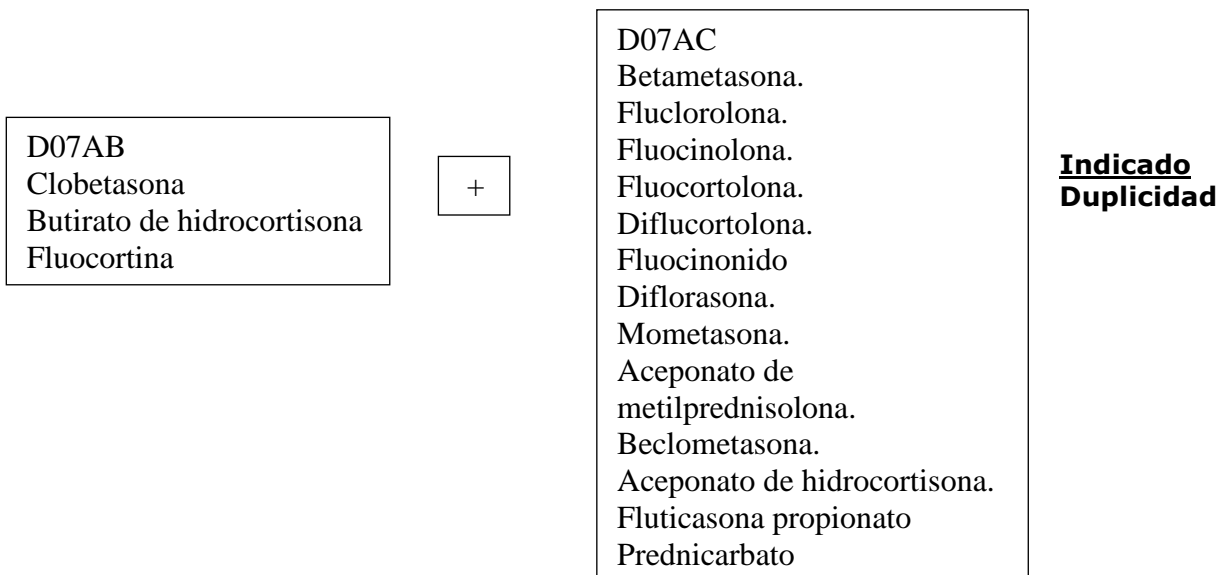 D07AB
Clobetasona
Butirato de hidrocortisona
Fluocortina
+
D07AC
Betametasona.
Fluclorolona.
Fluocinolona.
Fluocortolona.
Diflucortolona.
Fluocinonido
Diflorasona.
Mometasona.
Aceponato de
metilprednisolona.
Beclometasona.
Aceponato de hidrocortisona.
Fluticasona propionato
Prednicarbato
Indicado
Duplicidad